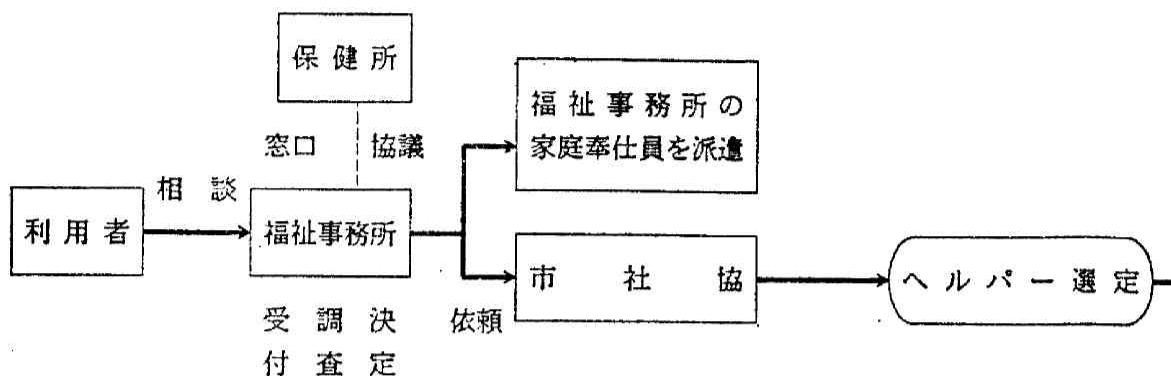 保健所
窓口 協議
相談
利用者
福祉事務所
福祉事務所の
家庭奉仕員を派遣
市社協
ヘルパー選定
受調決 依頼
付査定